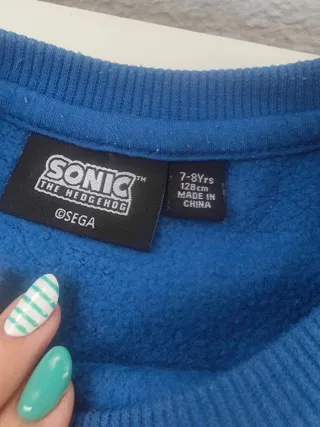 SONIC™
THE HEDGEHOG
©SEGA
7-8Yrs
128cm
MADE IN
CHINA